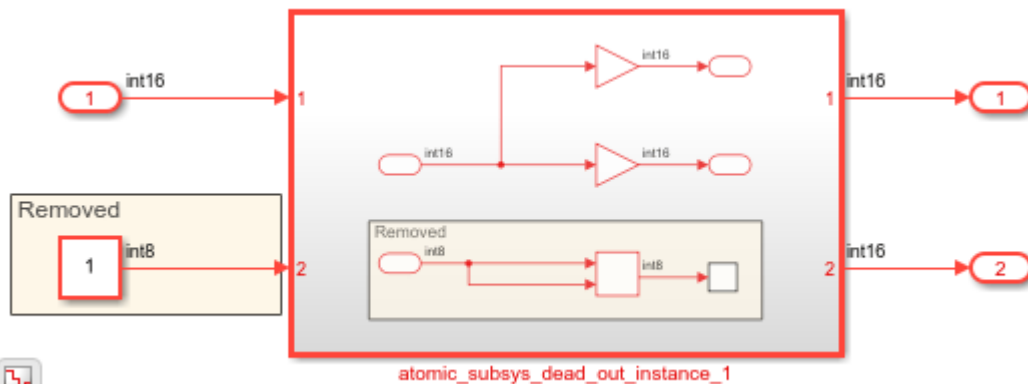 int16
1
1
int16
int16
1
int16
1
int16
int16
Removed
1
int8
2
Removed
int8
int8
2
int16
2
atomic_subsys_dead_out_instance_1